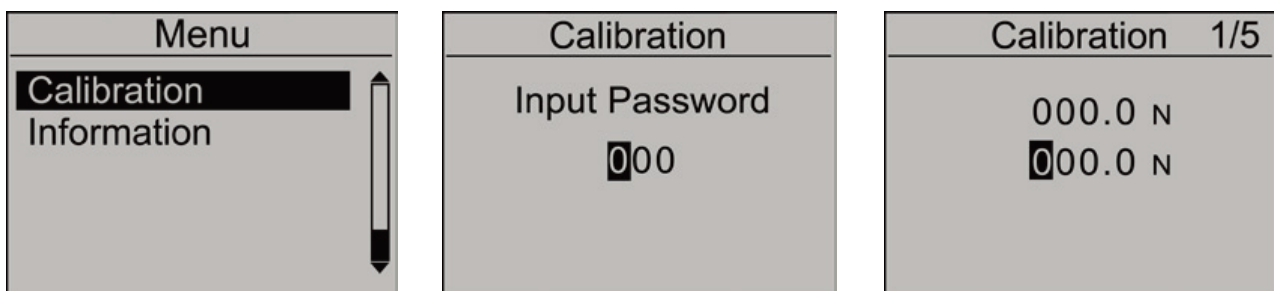 Menu
Calibration
Information
Calibration
Input Password
000
Calibration 1/5
000.0 N
000.0 N